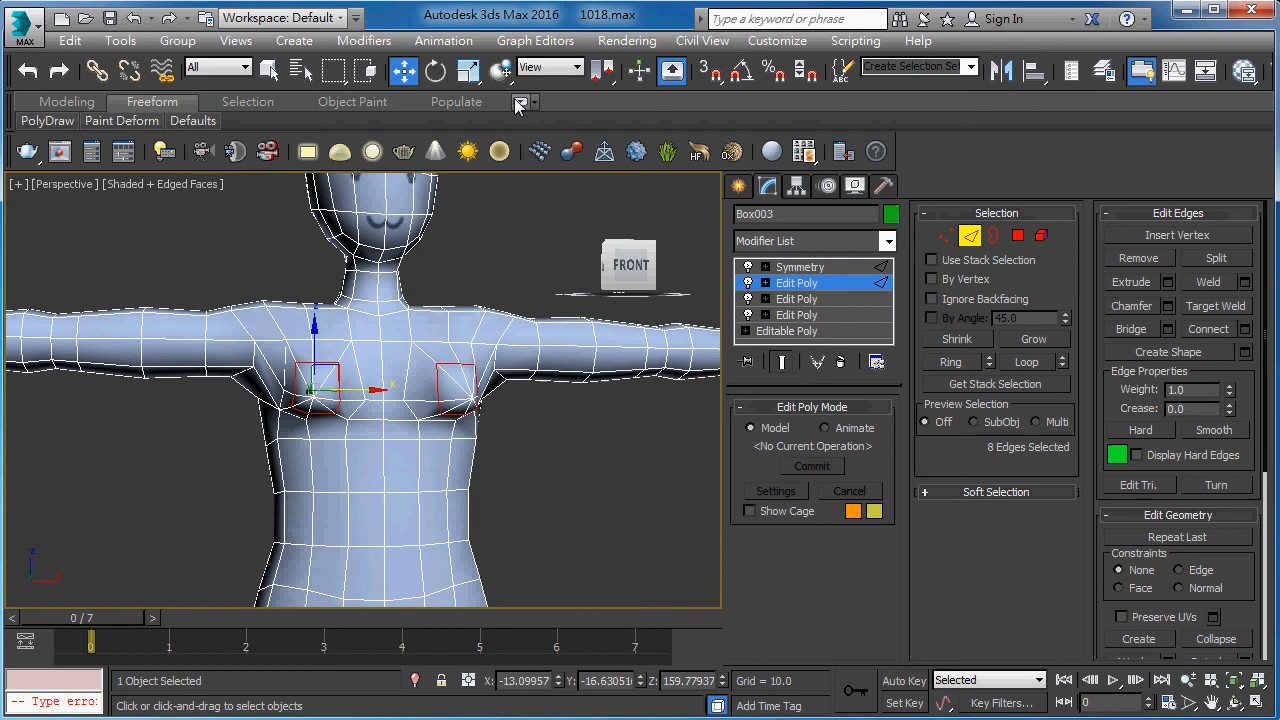 Workspace: Default
Autodesk 3ds Max 2016
1018.max
Type a keyword or phrase
Sign In
MAX
Edit
Tools
Group
Views
Create
Modifiers
Animation
Graph Editors
Rendering
Civil View
Customize
Scripting
Help
All
View
3
Create Selection Se
Modeling
Freeform
Selection
Object Paint
Populate
PolyDraw
Paint Deform
Defaults
HF
[ + ] [Perspective ] [ Shaded + Edged Faces ]
FRONT
x
z
Box003
Modifier List
Symmetry
Edit Poly
Edit Poly
Edit Poly
Editable Poly
Edit Poly Mode
Model
Animate
<No Current Operation>
Commit
Settings
Cancel
Show Cage
Selection
Use Stack Selection
By Vertex
Ignore Backfacing
By Angle: 45.0
Shrink
Grow
Ring
Loop
Get Stack Selection
Preview Selection
Off
SubObj
Multi
8 Edges Selected
Soft Selection
Edit Edges
Insert Vertex
Remove
Split
Extrude
Weld
Chamfer
Target Weld
Bridge
Connect
Create Shape
Edge Properties
Weight: 1.0
Crease: 0.0
Hard
Smooth
Display Hard Edges
Edit Tri.
Turn
Edit Geometry
Repeat Last
Constraints
None
Edge
Face
Normal
Preserve UVs
Create
Collapse
< 0 / 7 >
0 1 2 3 4 5 6 7
1 Object Selected
X: -13.09957
Y: -16.63051
Z: 159.77937
Grid = 10.0
Auto Key
Selected
-- Type erro:
Click or click-and-drag to select objects
Add Time Tag
Set Key
Key Filters...
0